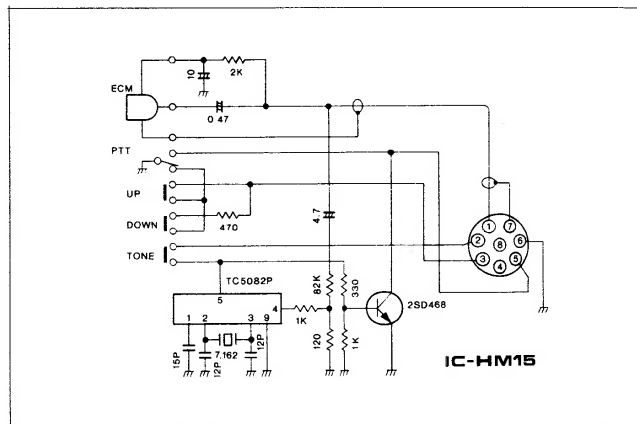 10
2K
ECM
0.47
PTT
UP
4.7
DOWN
470
TONE
1
7
2
8
6
3
4
5
TC5082P
82K
330
5
4
2SD468
1K
1
2
3
9
7.162
120
1K
15P
12P
12P
IC-HM15